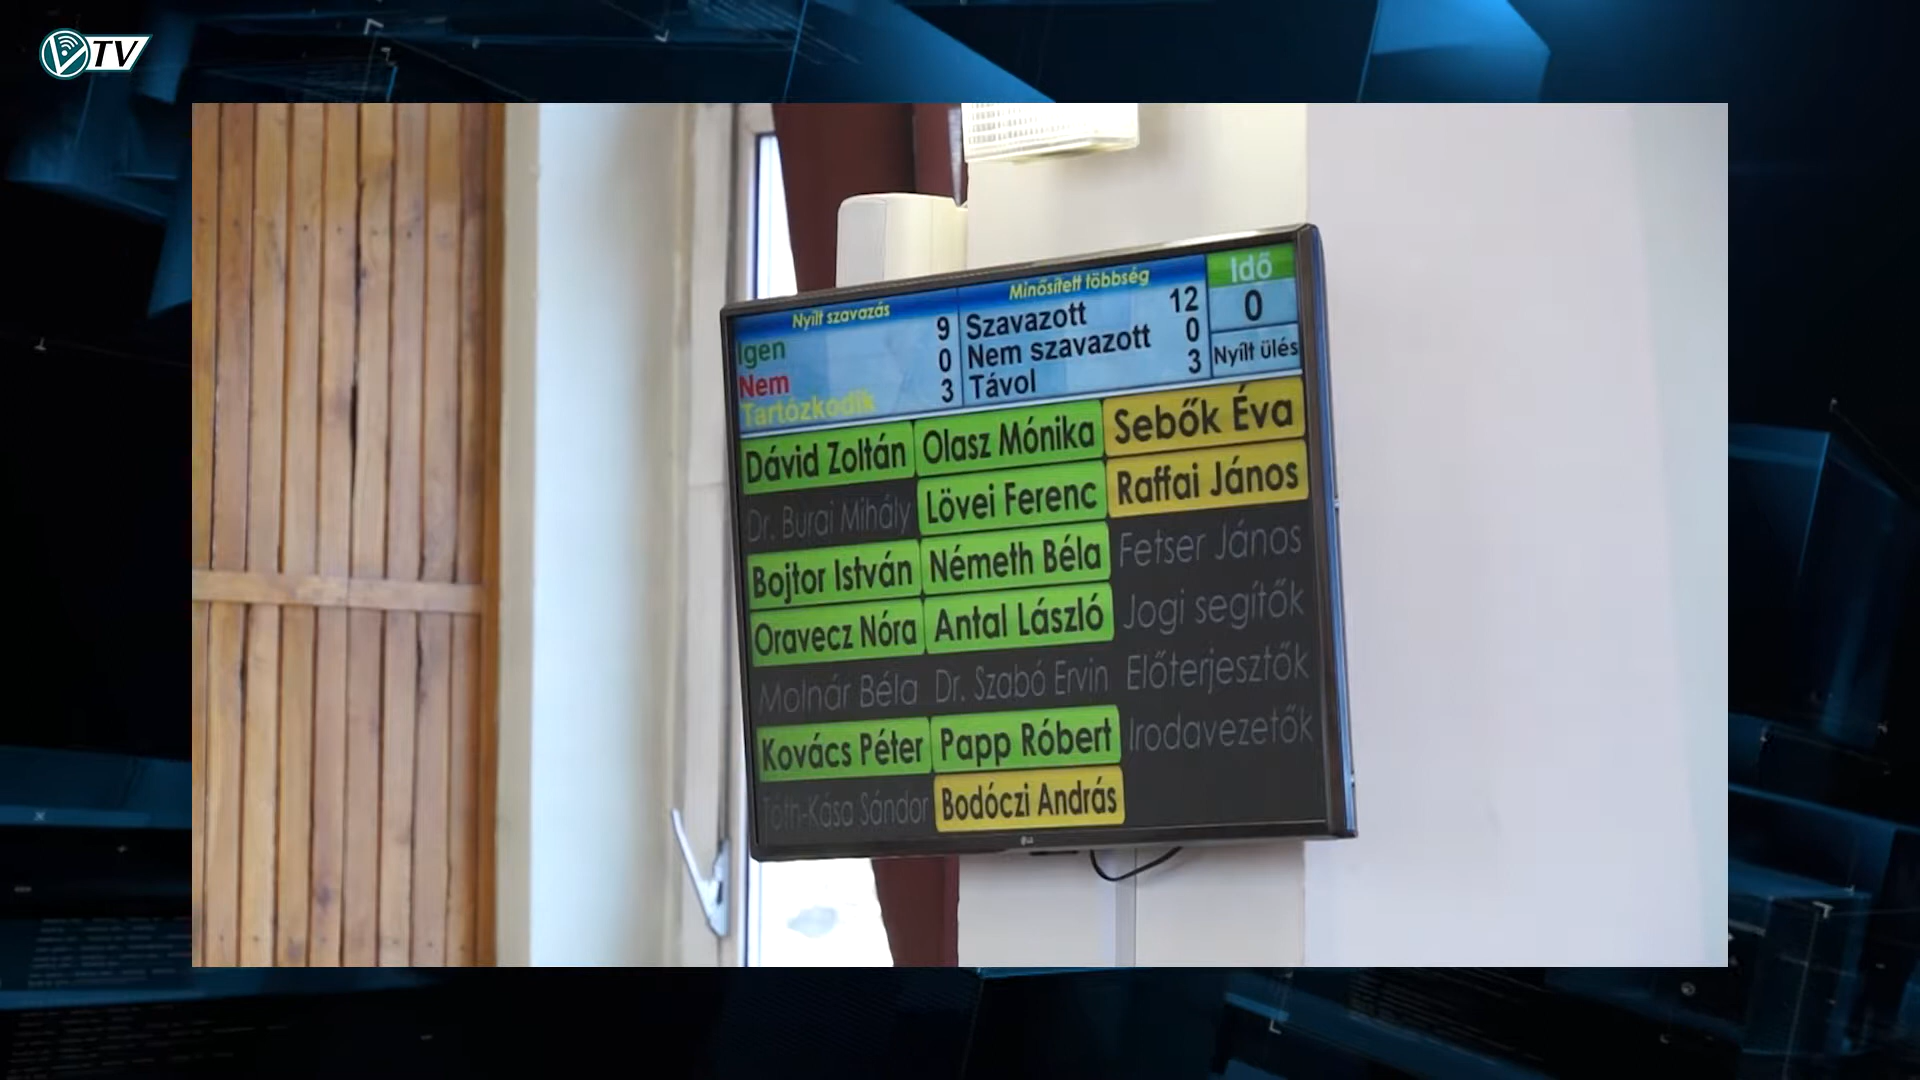 TV
Nyílt szavazás
Igen 9
Nem 0
Tartózkodik 3
Minősített többség
Szavazott 12
Nem szavazott 0
Távol 3
Idő
0
Nyílt ülés
Dávid Zoltán
Dr. Burai Mihály
Bojtor István
Oravecz Nóra
Molnár Béla
Kovács Péter
Tóth-Kása Sándor
Olasz Mónika
Lövei Ferenc
Németh Béla
Antal László
Dr. Szabó Ervin
Papp Róbert
Bodóczi András
Sebők Éva
Raffai János
Fetser János
Jogi segítők
Előterjesztők
Irodavezetők
LG